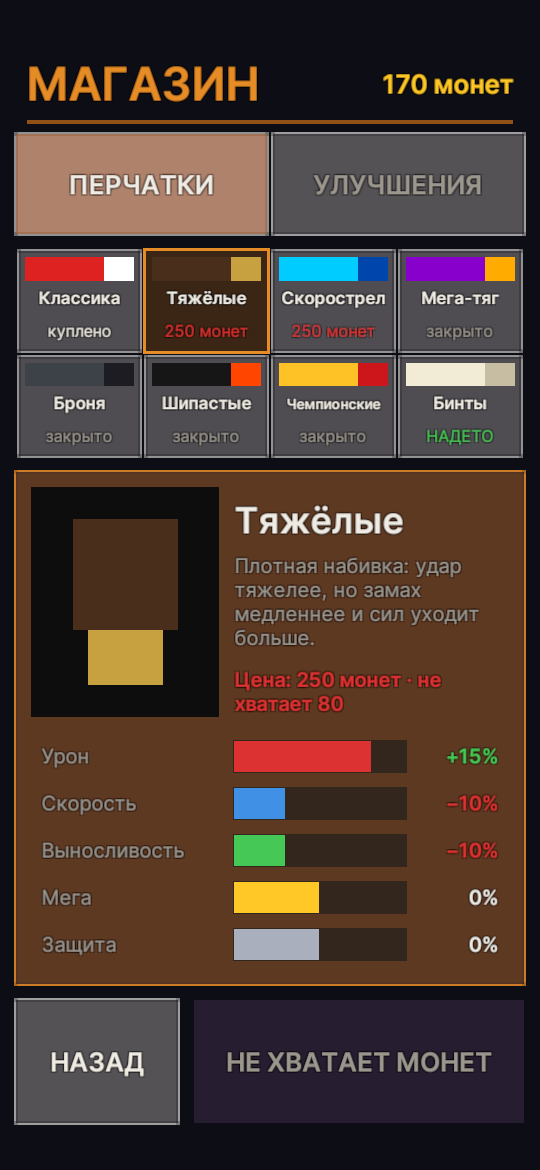 МАГАЗИН
170 монет
ПЕРЧАТКИ
УЛУЧШЕНИЯ
Классика
Тяжёлые
Скорострел
Мега-тяг
куплено
250 монет
250 монет
закрыто
Броня
Шипастые
Чемпионские
Бинты
закрыто
закрыто
закрыто
НАДЕТО
Тяжёлые
Плотная набивка: удар
тяжелее, но замах
медленнее и сил уходит
больше.
Цена: 250 монет · не
хватает 80
Урон
+15%
Скорость
−10%
Выносливость
−10%
Мега
0%
Защита
0%
НАЗАД
НЕ ХВАТАЕТ МОНЕТ